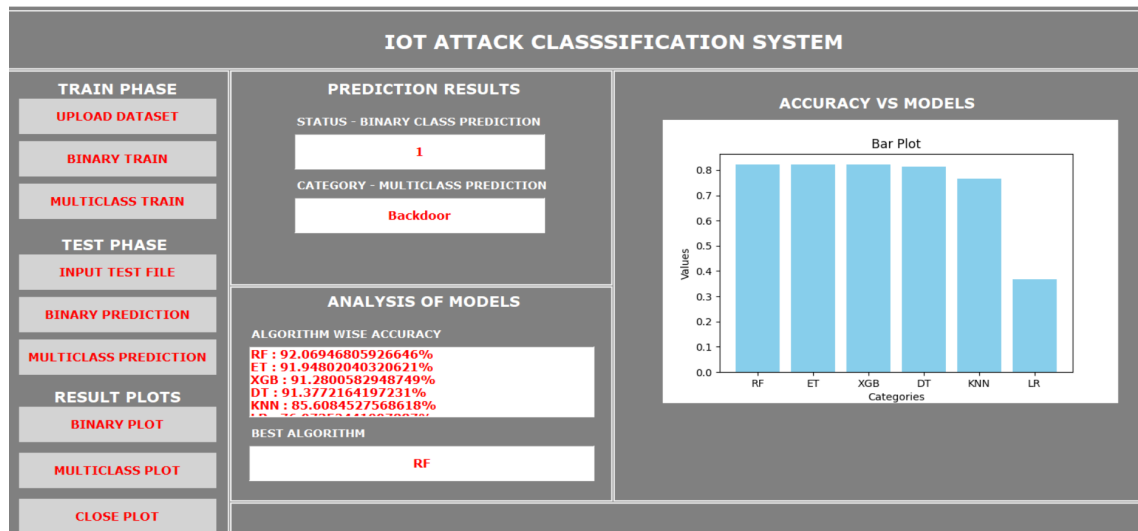 IOT ATTACK CLASSSIFICATION SYSTEM
TRAIN PHASE
UPLOAD DATASET
BINARY TRAIN
MULTICLASS TRAIN
TEST PHASE
INPUT TEST FILE
BINARY PREDICTION
MULTICLASS PREDICTION
RESULT PLOTS
BINARY PLOT
MULTICLASS PLOT
CLOSE PLOT
PREDICTION RESULTS
STATUS - BINARY CLASS PREDICTION
1
CATEGORY - MULTICLASS PREDICTION
Backdoor
ANALYSIS OF MODELS
ALGORITHM WISE ACCURACY
RF : 92.06946805926646%
ET : 91.94802040320621%
XGB : 91.2800582948749%
DT : 91.3772164197231%
KNN : 85.6084527568618%
BEST ALGORITHM
RF
ACCURACY VS MODELS
Bar Plot
0.8
0.7
0.6
0.5
0.4
0.3
0.2
0.1
0.0
Values
RF ET XGB DT KNN LR
Categories